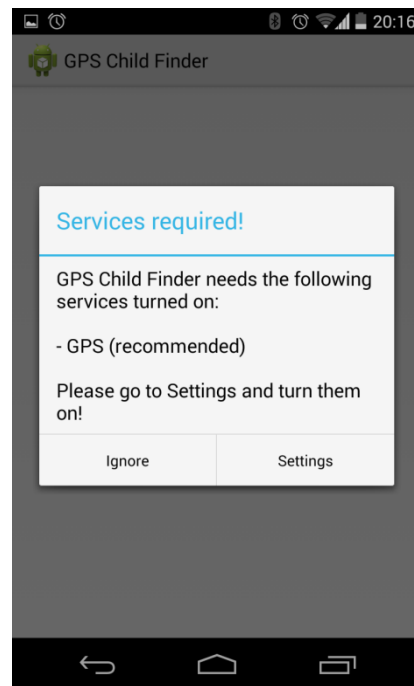 20:16
GPS Child Finder
Services required!
GPS Child Finder needs the following
services turned on:
- GPS (recommended)
Please go to Settings and turn them
on!
Ignore
Settings